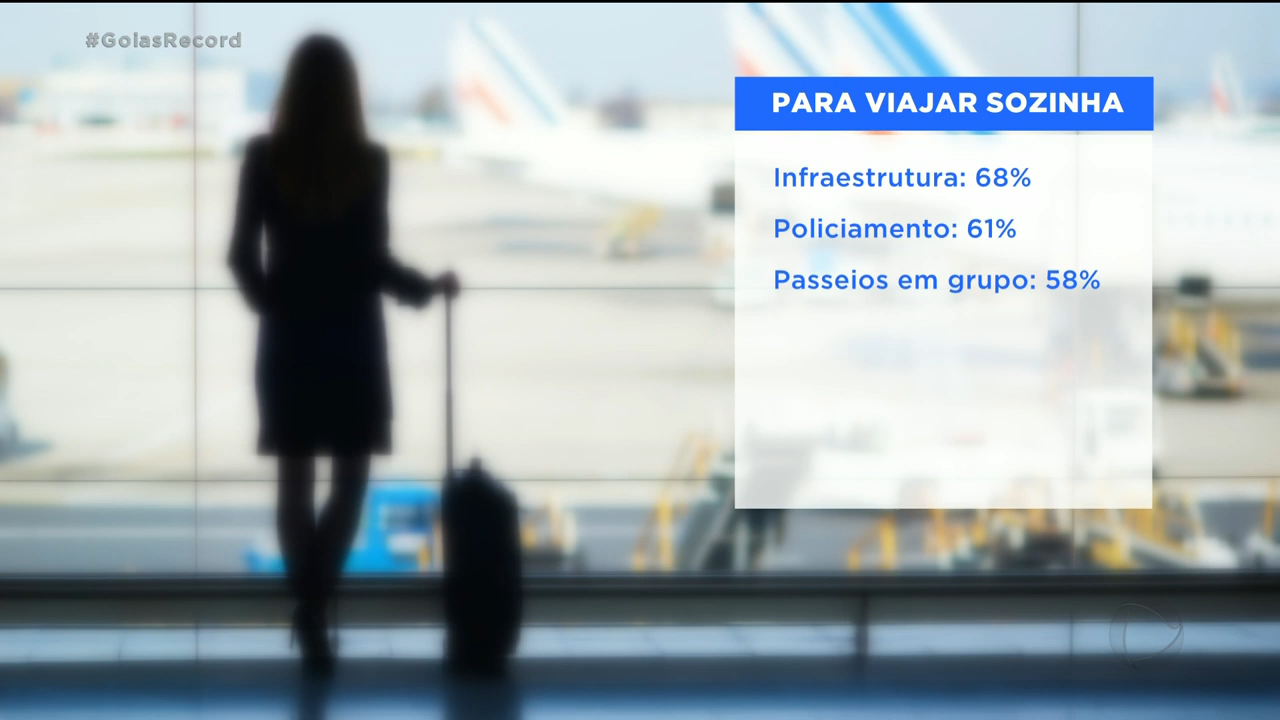 #GolasRecord
PARA VIAJAR SOZINHA
Infraestrutura: 68%
Policiamento: 61%
Passeios em grupo: 58%